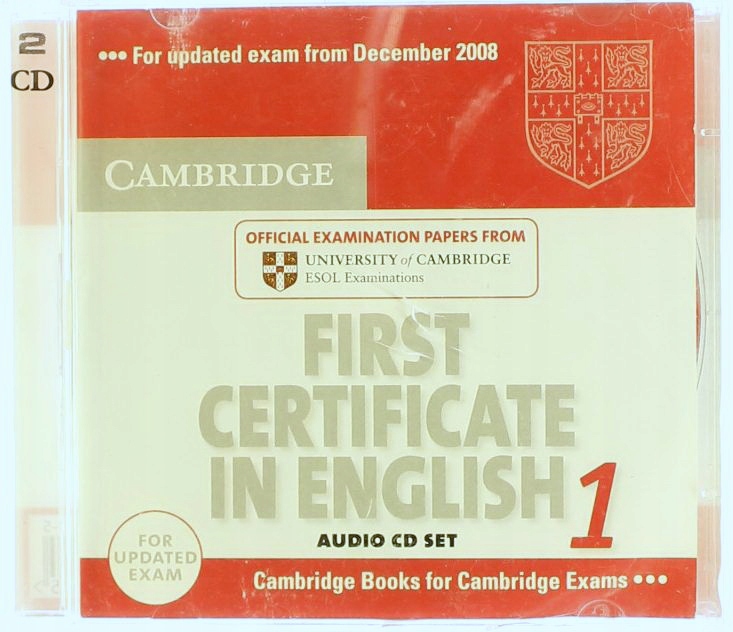 2
CD
••• For updated exam from December 2008
CAMBRIDGE
OFFICIAL EXAMINATION PAPERS FROM
UNIVERSITY of CAMBRIDGE
ESOL Examinations
FIRST
CERTIFICATE
IN ENGLISH 1
AUDIO CD SET
FOR
UPDATED
EXAM
Cambridge Books for Cambridge Exams •••